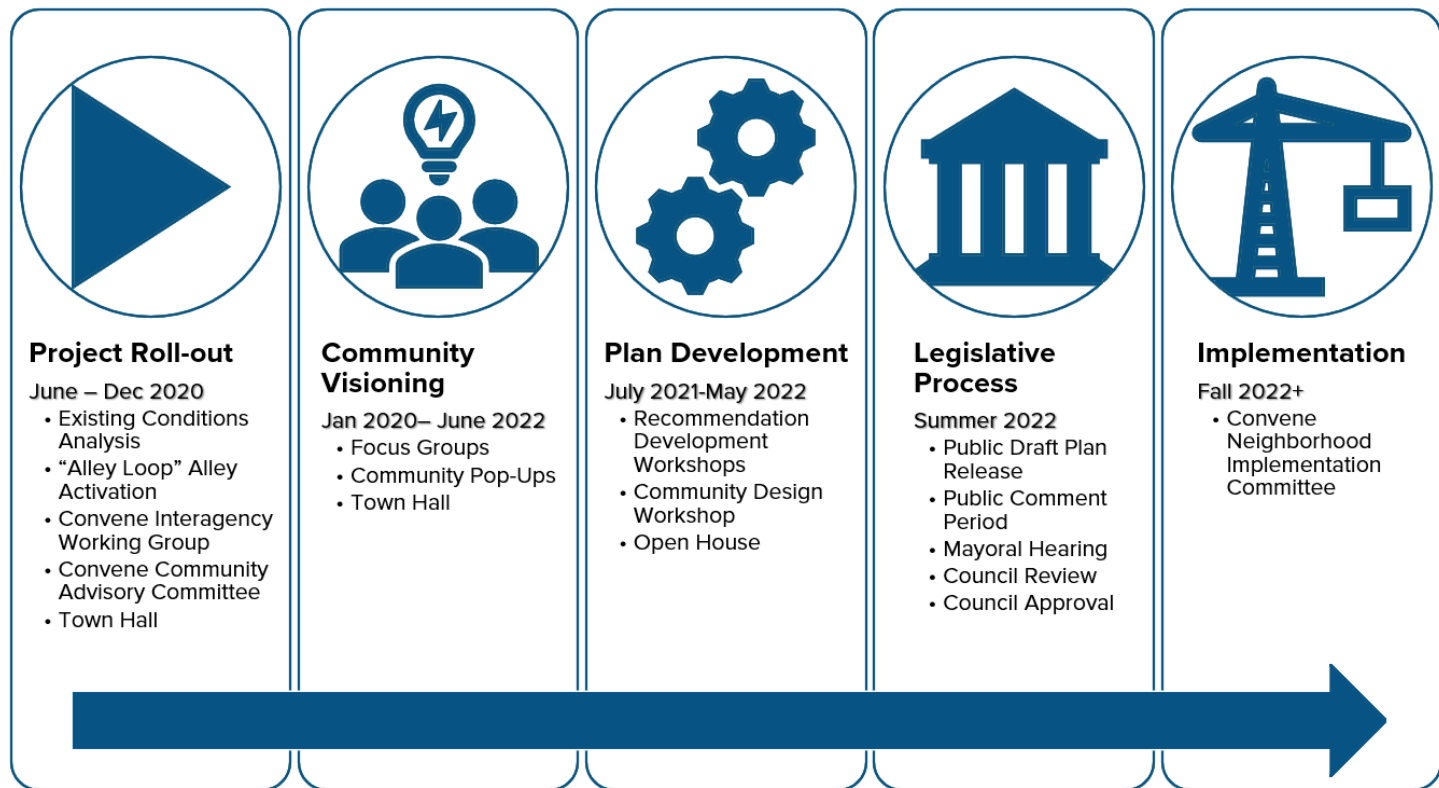 Project Roll-out
June – Dec 2020
• Existing Conditions
Analysis
• “Alley Loop” Alley
Activation
• Convene Interagency
Working Group
• Convene Community
Advisory Committee
• Town Hall
Community
Visioning
Jan 2020– June 2022
• Focus Groups
• Community Pop-Ups
• Town Hall
Plan Development
July 2021-May 2022
• Recommendation
Development
Workshops
• Community Design
Workshop
• Open House
Legislative
Process
Summer 2022
• Public Draft Plan
Release
• Public Comment
Period
• Mayoral Hearing
• Council Review
• Council Approval
Implementation
Fall 2022+
• Convene
Neighborhood
Implementation
Committee